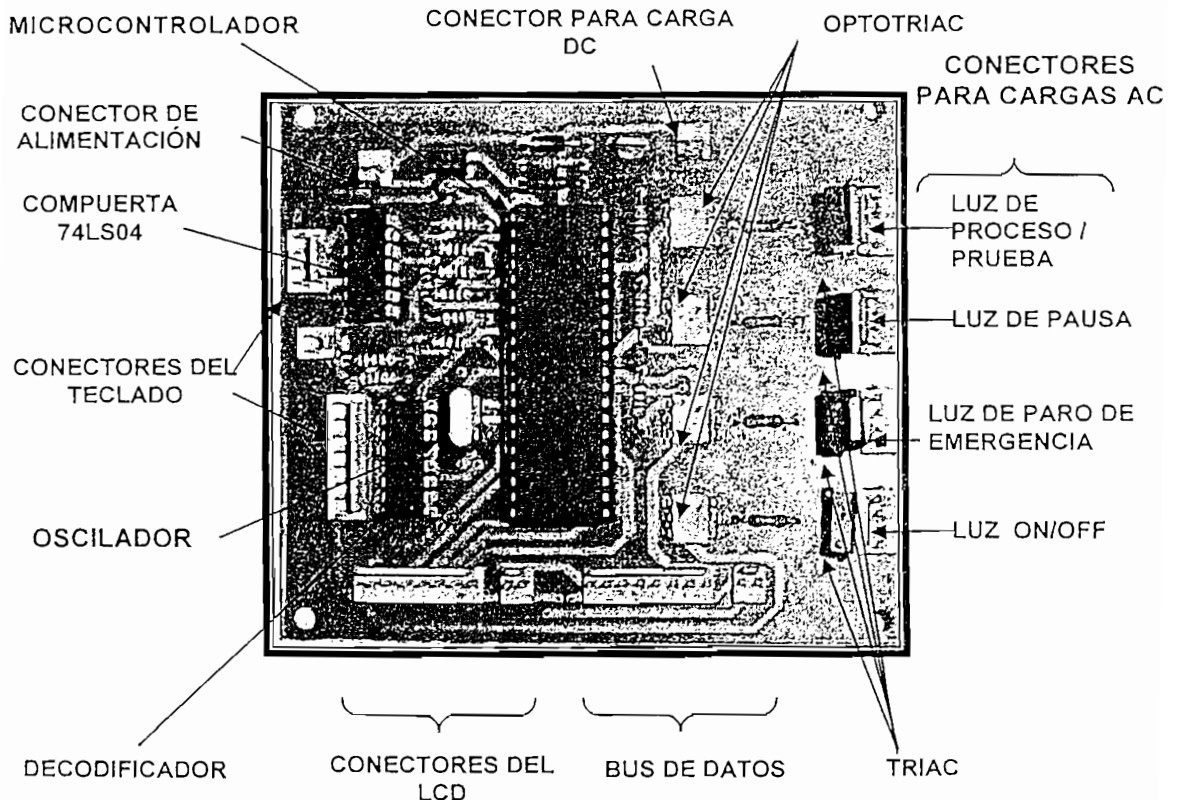 MICROCONTROLADOR
CONECTOR PARA CARGA
DC
OPTOTRIAC
CONECTORES
PARA CARGAS AC
CONECTOR DE
ALIMENTACIÓN
COMPUERTA
74LS04
CONECTORES DEL
TECLADO
OSCILADOR
DECODIFICADOR
LUZ DE
PROCESO /
PRUEBA
LUZ DE PAUSA
LUZ DE PARO DE
EMERGENCIA
LUZ ON/OFF
CONECTORES DEL
LCD
BUS DE DATOS
TRIAC